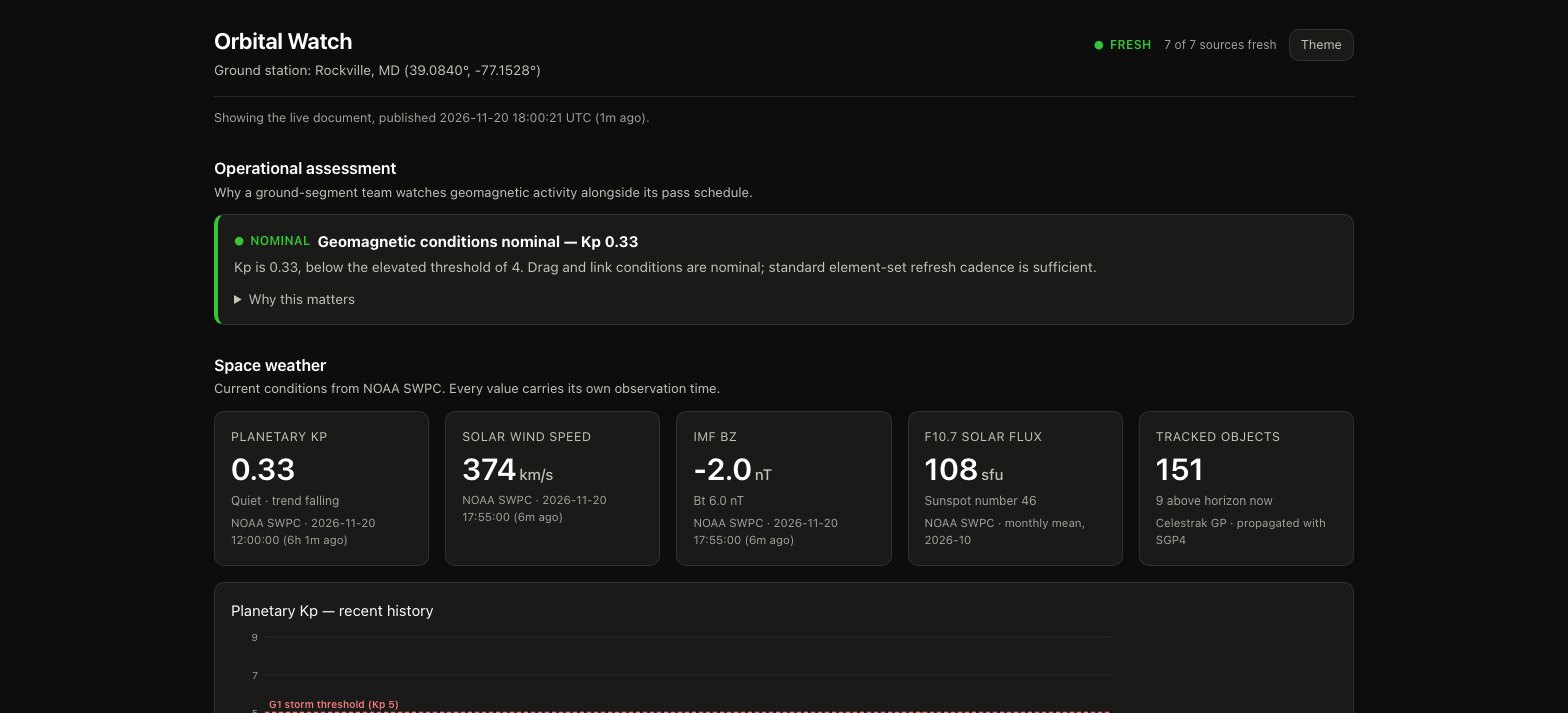 Orbital Watch
FRESH 7 of 7 sources fresh Theme
Ground station: Rockville, MD (39.0840°, -77.1528°)
Showing the live document, published 2026-11-20 18:00:21 UTC (1m ago).
Operational assessment
Why a ground-segment team watches geomagnetic activity alongside its pass schedule.
NOMINAL Geomagnetic conditions nominal — Kp 0.33
Kp is 0.33, below the elevated threshold of 4. Drag and link conditions are nominal; standard element-set refresh cadence is sufficient.
Why this matters
Space weather
Current conditions from NOAA SWPC. Every value carries its own observation time.
PLANETARY KP
0.33
Quiet · trend falling
NOAA SWPC · 2026-11-20
12:00:00 (6h 1m ago)
SOLAR WIND SPEED
374 km/s
NOAA SWPC · 2026-11-20
17:55:00 (6m ago)
IMF BZ
-2.0 nT
Bt 6.0 nT
NOAA SWPC · 2026-11-20
17:55:00 (6m ago)
F10.7 SOLAR FLUX
108 sfu
Sunspot number 46
NOAA SWPC · monthly mean,
2026-10
TRACKED OBJECTS
151
9 above horizon now
Celestrak GP · propagated with
SGP4
Planetary Kp — recent history
9
7
G1 storm threshold (Kp 5)
5